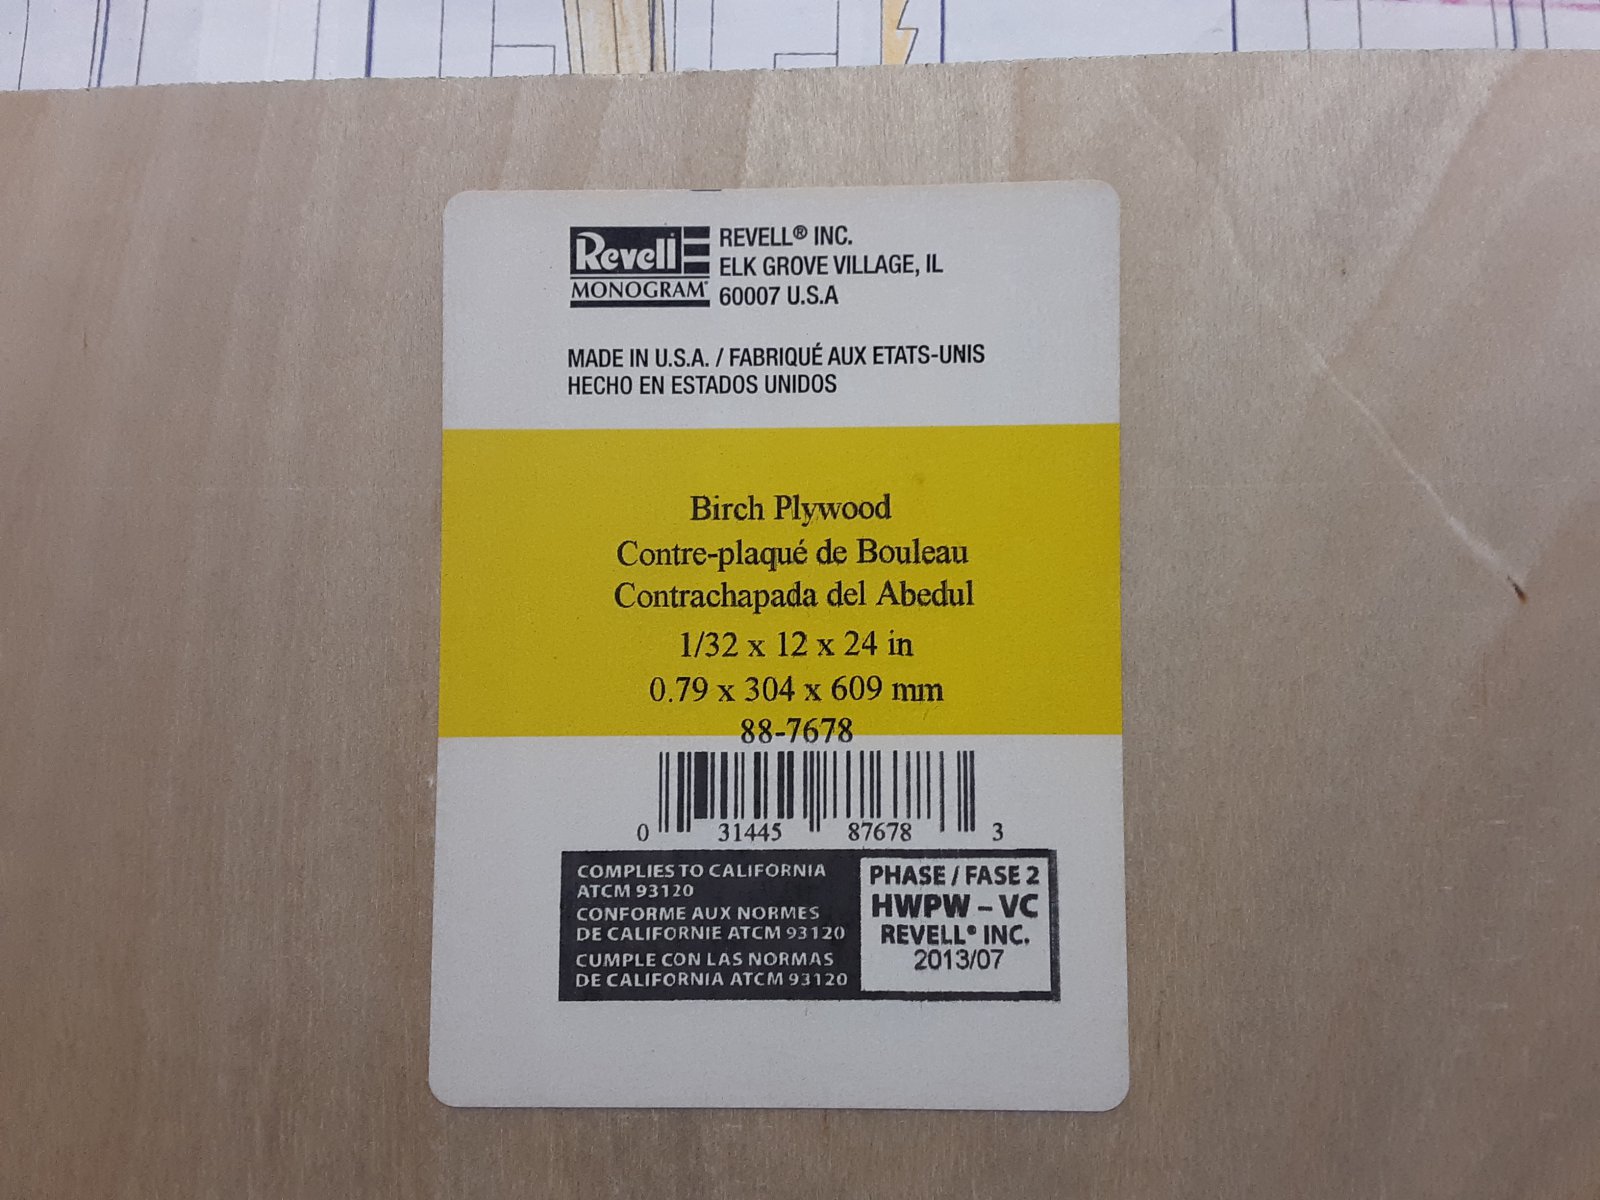 Revell
MONOGRAM
REVELL® INC.
ELK GROVE VILLAGE, IL
60007 U.S.A
MADE IN U.S.A. / FABRIQUÉ AUX ETATS-UNIS
HECHO EN ESTADOS UNIDOS
Birch Plywood
Contre-plaqué de Bouleau
Contrachapada del Abedul
1/32 x 12 x 24 in
0.79 x 304 x 609 mm
88-7678
0 31445 87678 3
COMPLIES TO CALIFORNIA
ATCM 93120
CONFORME AUX NORMES
DE CALIFORNIE ATCM 93120
CUMPLE CON LAS NORMAS
DE CALIFORNIA ATCM 93120
PHASE / FASE 2
HWPW – VC
REVELL® INC.
2013/07